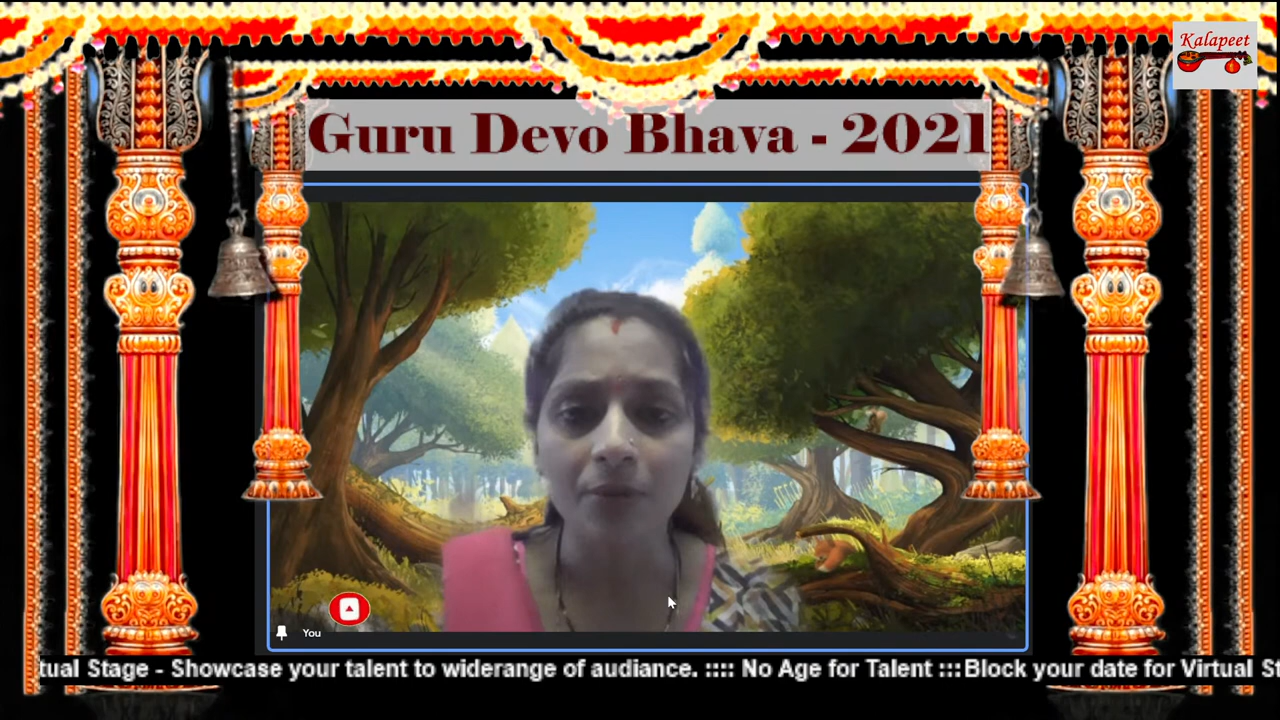 Kalapeet
Guru Devo Bhava - 2021
You
tual Stage - Showcase your talent to widerange of audiance. :::: No Age for Talent :::Block your date for Virtual St